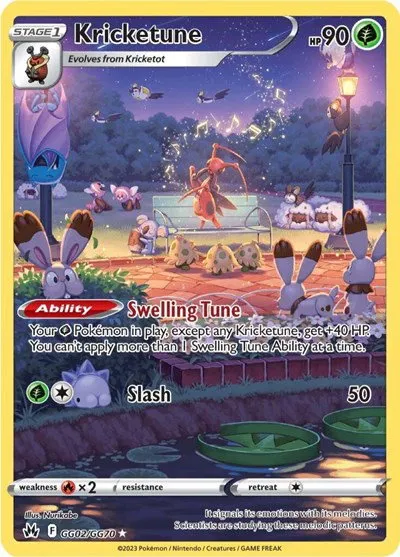 STAGE 1
Kricketune
HP 90
Evolves from Kricketot
Ability
Swelling Tune
Your Pokémon in play, except any Kricketune, get +40 HP.
You can't apply more than 1 Swelling Tune Ability at a time.
Slash 50
weakness ×2 resistance retreat
Illus. Nurikabe
It signals its emotions with its melodies.
Scientists are studying these melodic patterns.
F GG02/GG70
©2023 Pokémon / Nintendo / Creatures / GAME FREAK